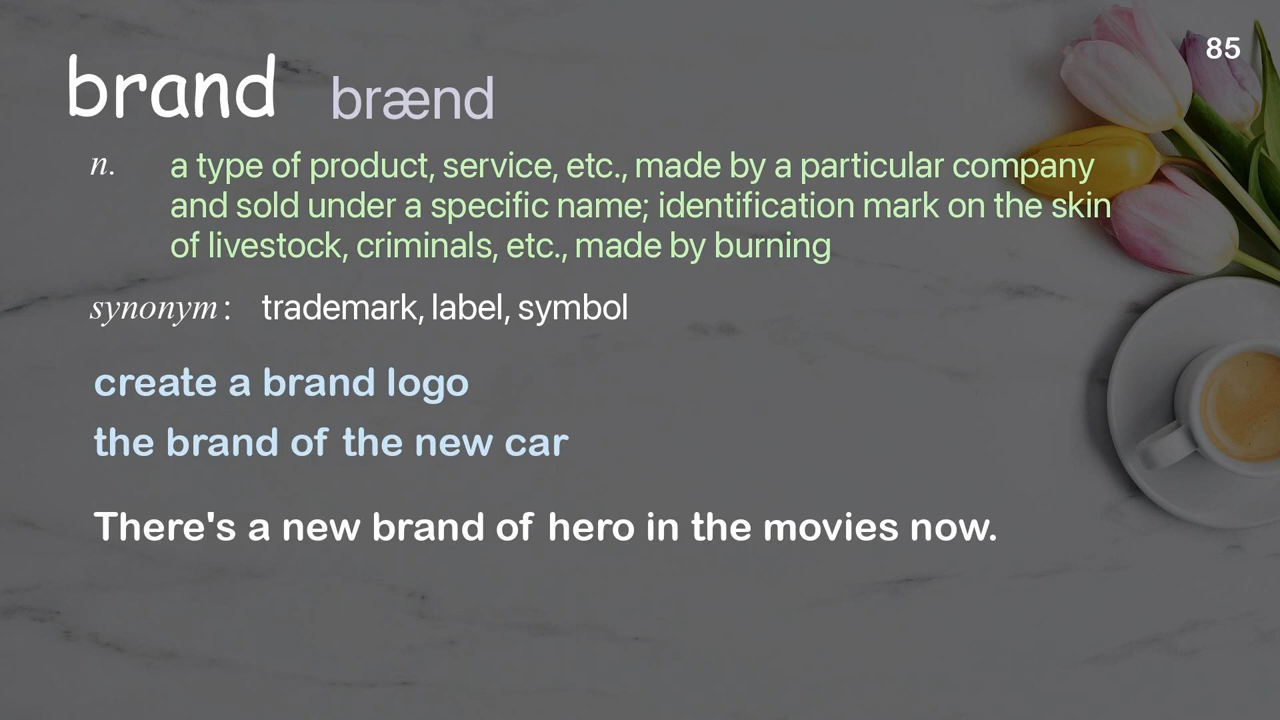 85
brand brænd
n. a type of product, service, etc., made by a particular company
and sold under a specific name; identification mark on the skin
of livestock, criminals, etc., made by burning
synonym: trademark, label, symbol
create a brand logo
the brand of the new car
There's a new brand of hero in the movies now.